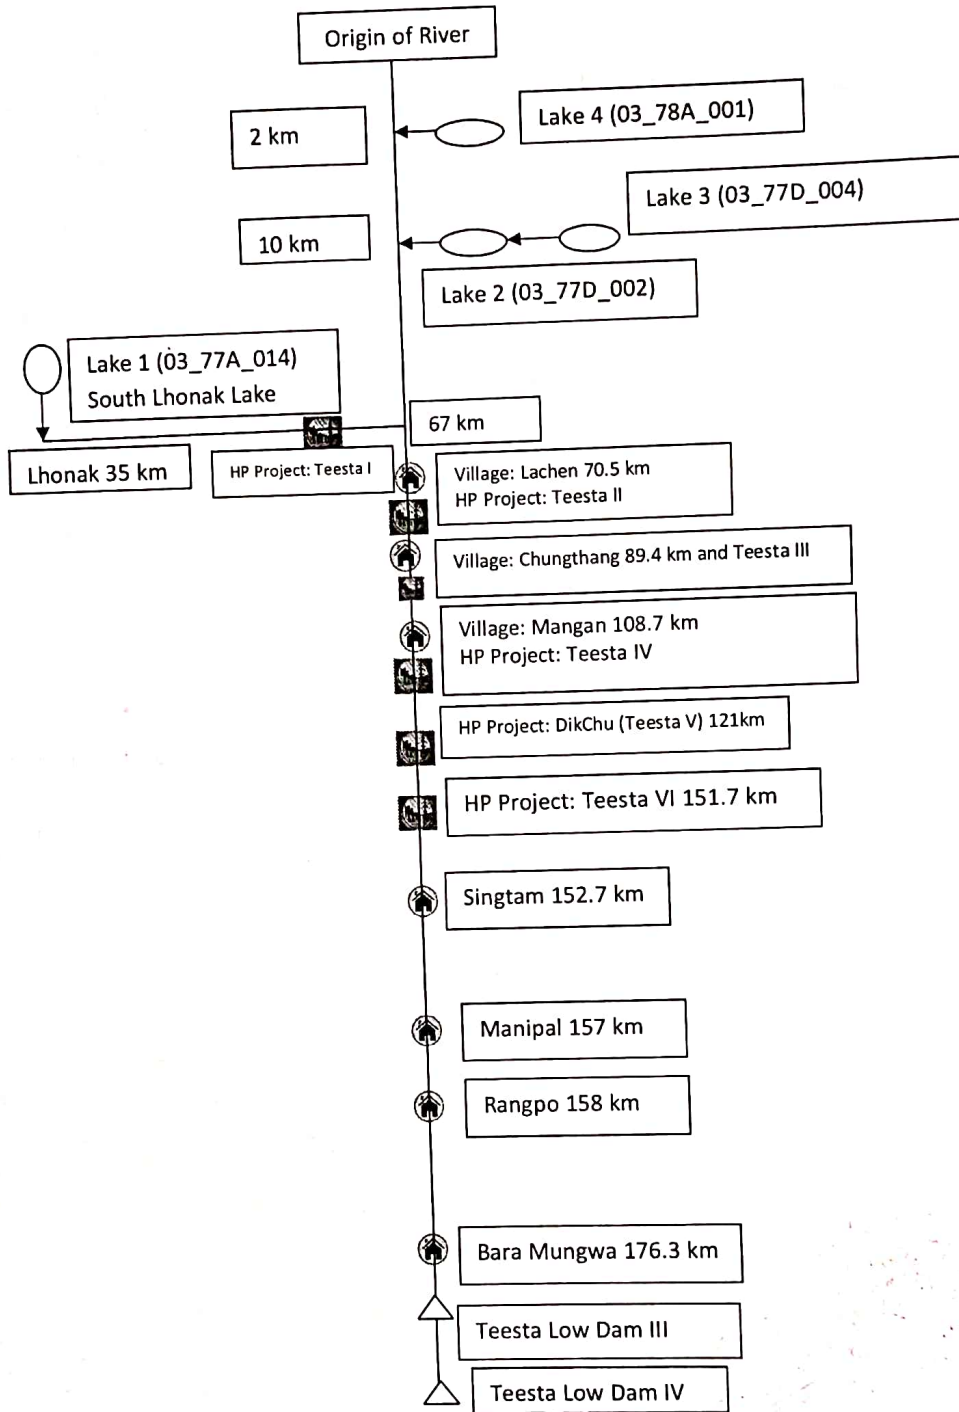 Origin of River
2 km
Lake 4 (03_78A_001)
Lake 3 (03_77D_004)
10 km
Lake 2 (03_77D_002)
Lake 1 (03_77A_014)
South Lhonak Lake
67 km
Lhonak 35 km
HP Project: Teesta I
Village: Lachen 70.5 km
HP Project: Teesta II
Village: Chungthang 89.4 km and Teesta III
Village: Mangan 108.7 km
HP Project: Teesta IV
HP Project: DikChu (Teesta V) 121km
HP Project: Teesta VI 151.7 km
Singtam 152.7 km
Manipal 157 km
Rangpo 158 km
Bara Mungwa 176.3 km
Teesta Low Dam III
Teesta Low Dam IV